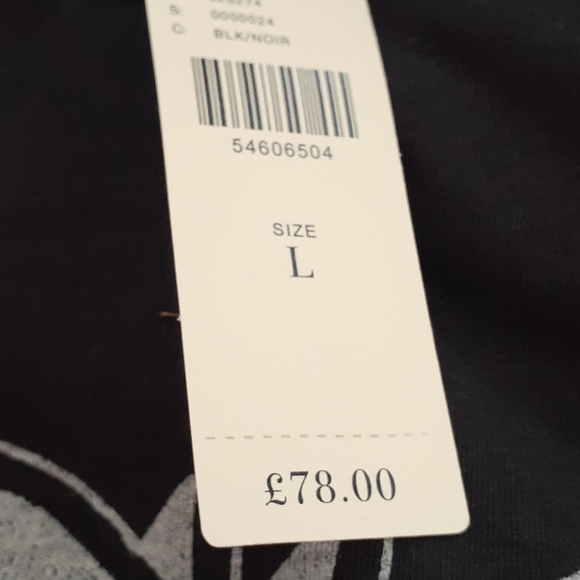 S: 0000024
C: BLK/NOIR
54606504
SIZE
L
£78.00